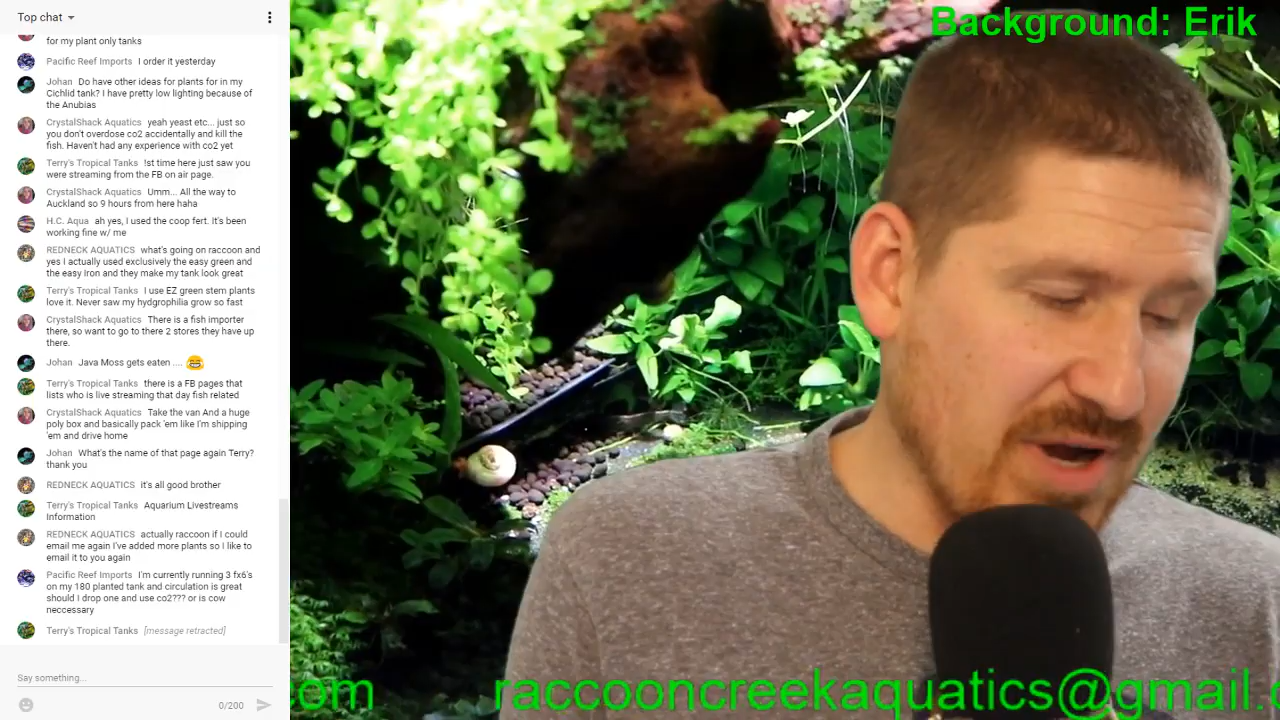 Top chat
for my plant only tanks
Pacific Reef Imports I order it yesterday
Johan Do have other ideas for plants for in my
Cichlid tank? I have pretty low lighting because of
the Anubias
CrystalShack Aquatics yeah yeast etc... just so
you don't overdose co2 accidentally and kill the
fish. Haven't had any experience with co2 yet
Terry's Tropical Tanks !st time here just saw you
were streaming from the FB on air page.
CrystalShack Aquatics Umm... All the way to
Auckland so 9 hours from here haha
H.C. Aqua ah yes, I used the coop fert. It's been
working fine w/ me
REDNECK AQUATICS what's going on raccoon and
yes I actually used exclusively the easy green and
the easy iron and they make my tank look great
Terry's Tropical Tanks I use EZ green stem plants
love it. Never saw my hydgrophilia grow so fast
CrystalShack Aquatics There is a fish importer
there, so want to go to there 2 stores they have up
there.
Johan Java Moss gets eaten ....
Terry's Tropical Tanks there is a FB pages that
lists who is live streaming that day fish related
CrystalShack Aquatics Take the van And a huge
poly box and basically pack 'em like I'm shipping
'em and drive home
Johan What's the name of that page again Terry?
thank you
REDNECK AQUATICS it's all good brother
Terry's Tropical Tanks Aquarium Livestreams
Information
REDNECK AQUATICS actually raccoon if I could
email me again I've added more plants so I like to
email it to you again
Pacific Reef Imports I'm currently running 3 fx6's
on my 180 planted tank and circulation is great
should I drop one and use co2??? or is cow
neccessary
Terry's Tropical Tanks [message retracted]
Say something...
0/200
Background: Erik
com raccooncreekaquatics@gmail.c